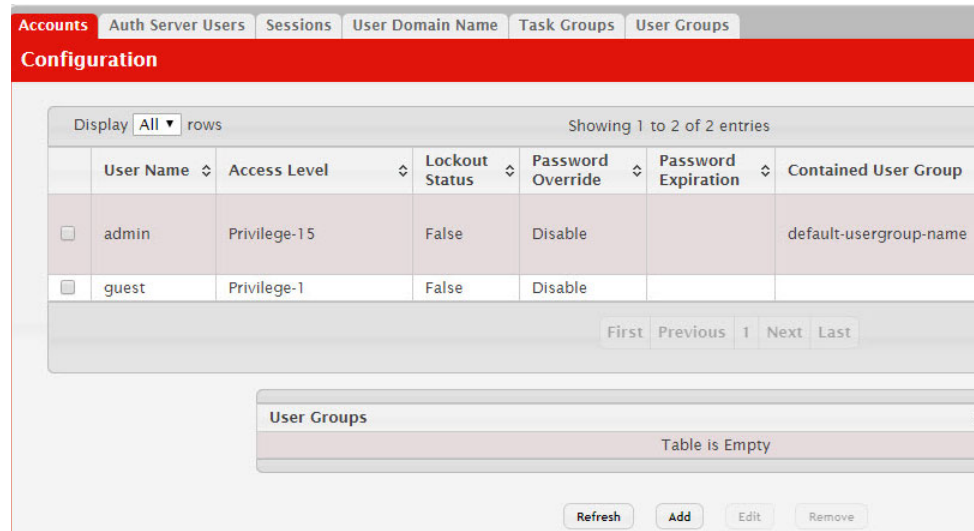 Accounts Auth Server Users Sessions User Domain Name Task Groups User Groups
Configuration
Display All rows Showing 1 to 2 of 2 entries
User Name Access Level Lockout Status Password Override Password Expiration Contained User Group
admin Privilege-15 False Disable default-usergroup-name
guest Privilege-1 False Disable
First Previous 1 Next Last
User Groups
Table is Empty
Refresh Add Edit Remove